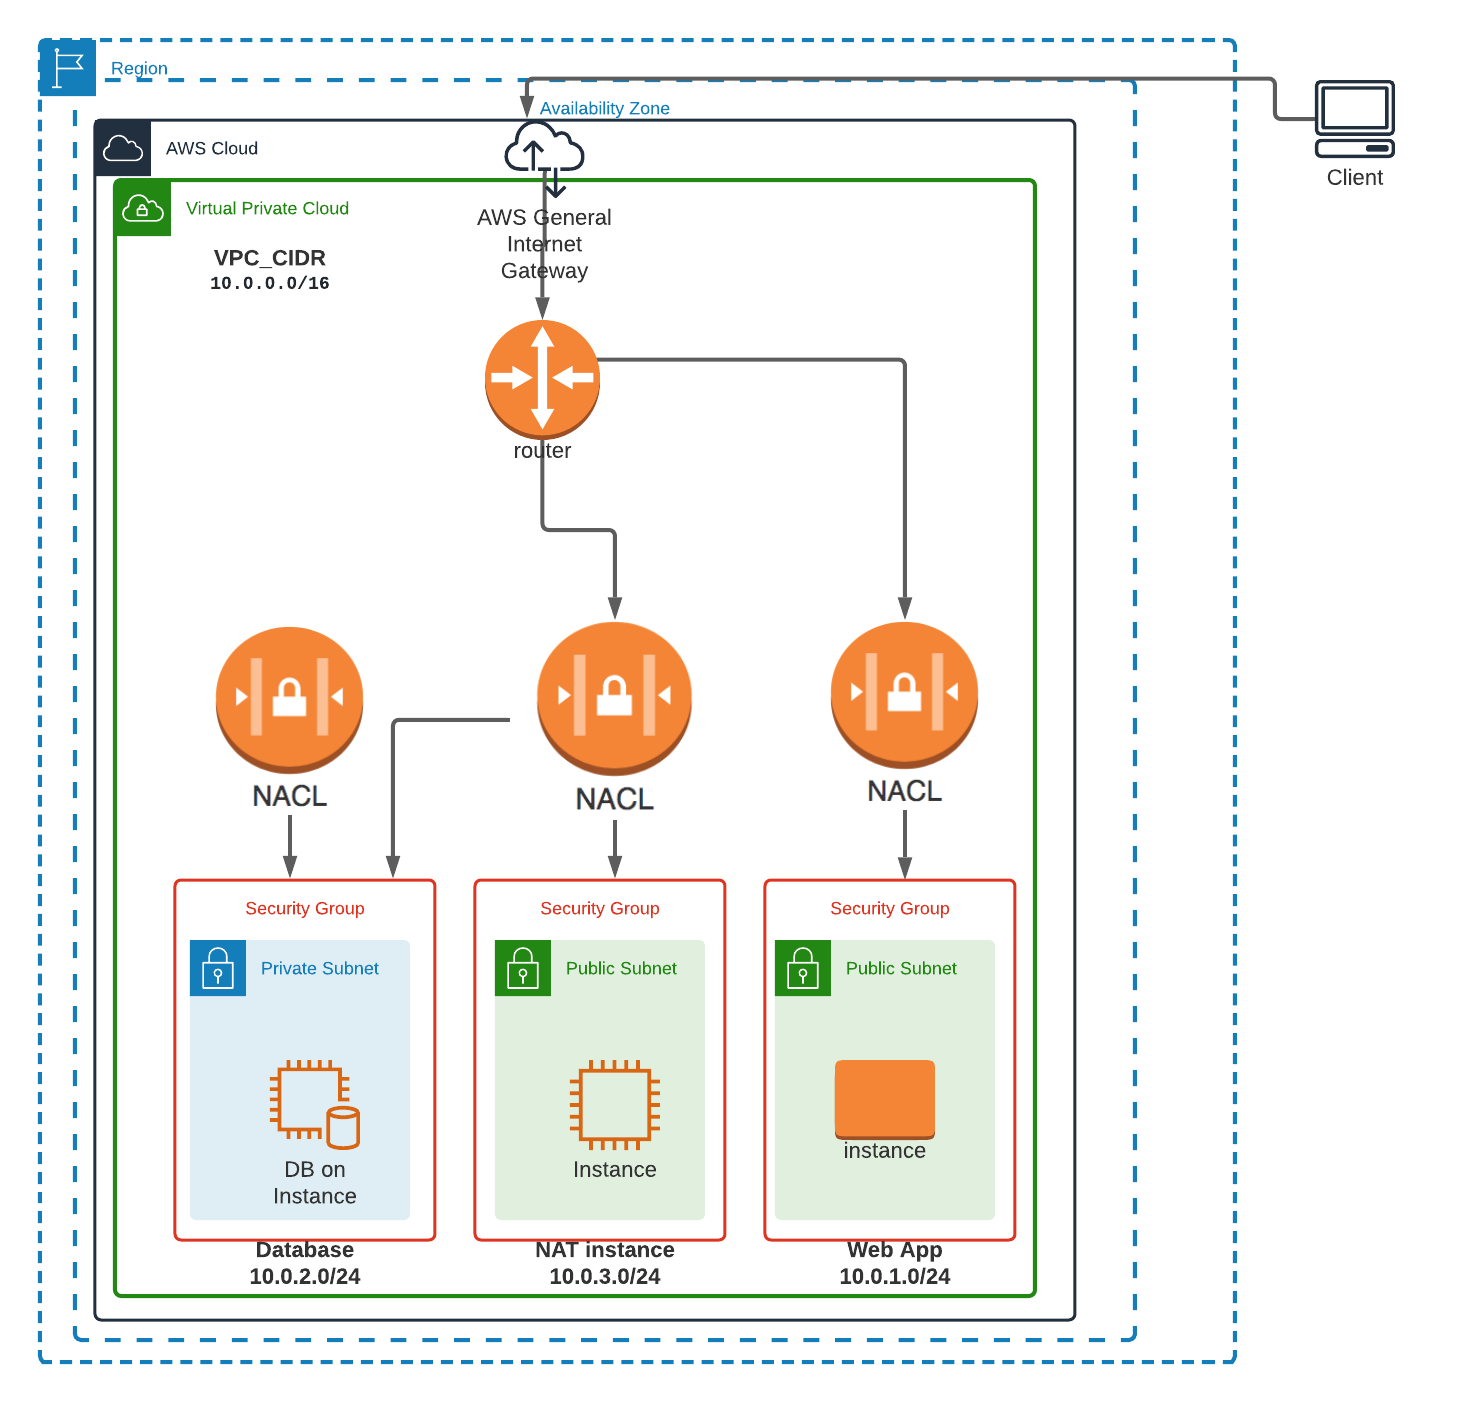 Region
Availability Zone
AWS Cloud
Client
Virtual Private Cloud
AWS General
Internet
Gateway
VPC_CIDR
10.0.0.0/16
router
NACL
NACL
NACL
Security Group
Security Group
Security Group
Private Subnet
Public Subnet
Public Subnet
DB on
Instance
Instance
instance
Database
10.0.2.0/24
NAT instance
10.0.3.0/24
Web App
10.0.1.0/24